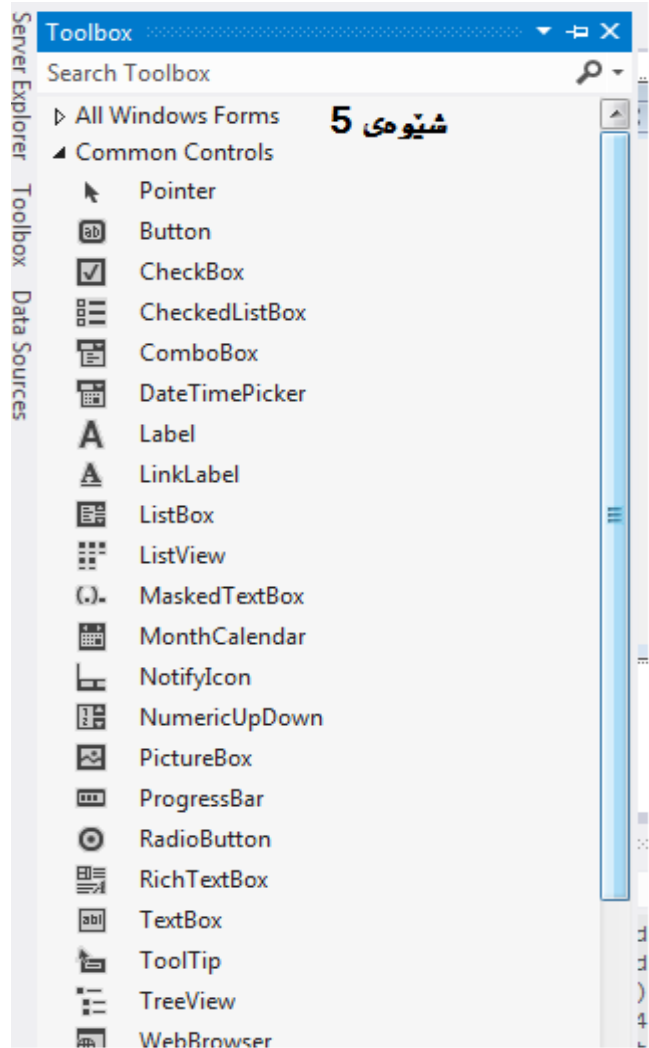 Server Explorer
Toolbox
Data Sources
Toolbox
Search Toolbox
All Windows Forms
شێوەی 5
Common Controls
Pointer
Button
CheckBox
CheckedListBox
ComboBox
DateTimePicker
Label
LinkLabel
ListBox
ListView
MaskedTextBox
MonthCalendar
NotifyIcon
NumericUpDown
PictureBox
ProgressBar
RadioButton
RichTextBox
TextBox
ToolTip
TreeView
WebBrowser